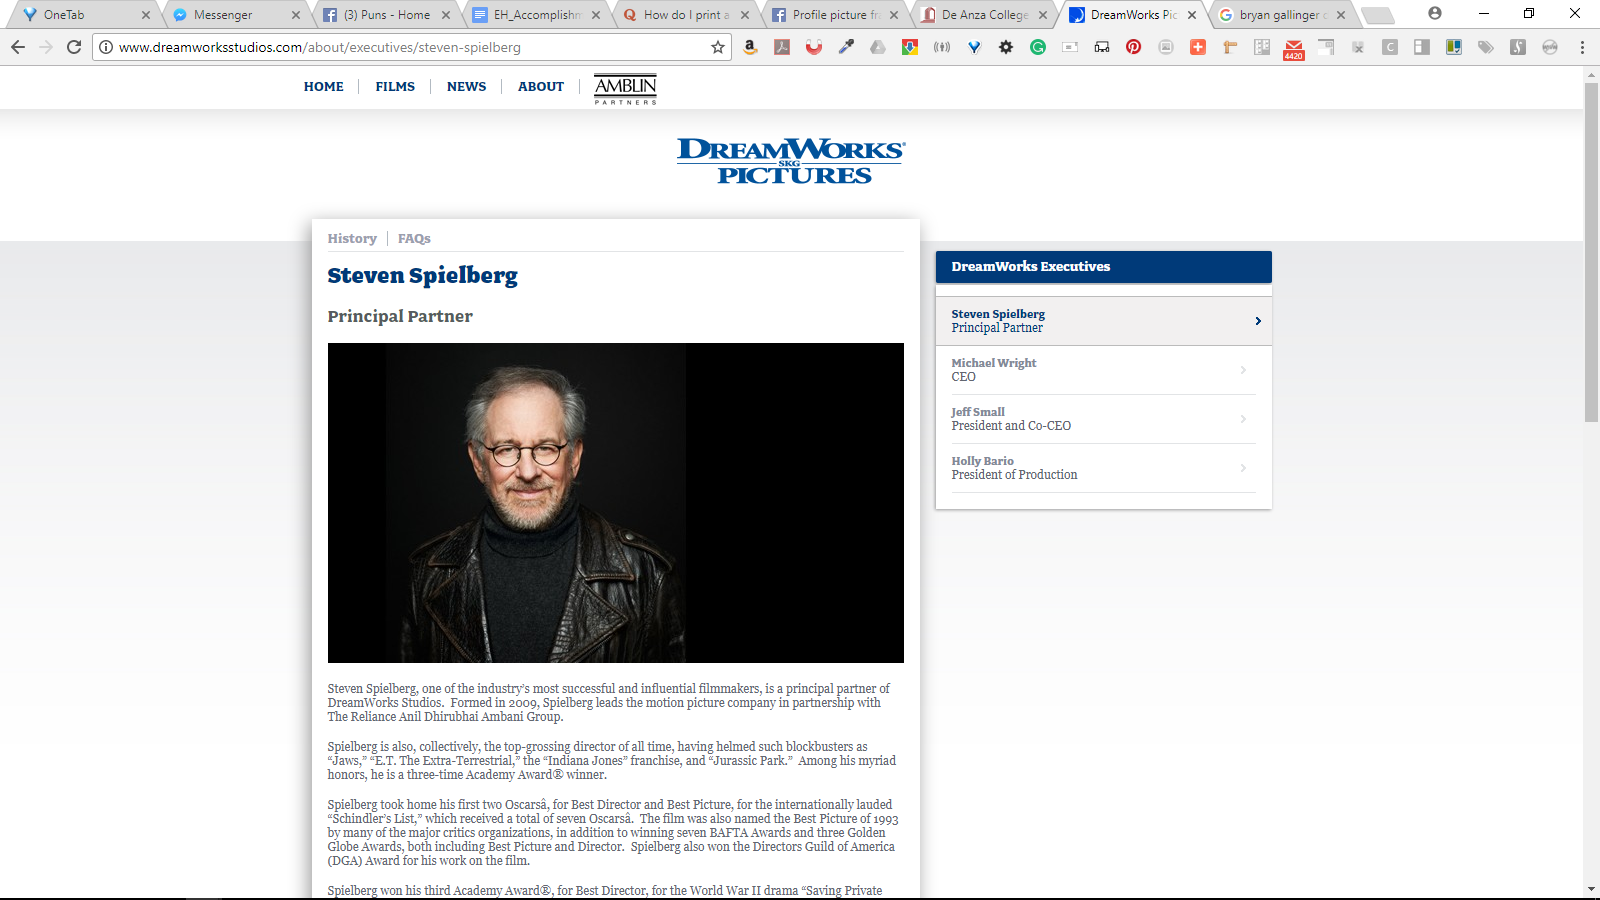 OneTab
Messenger
(3) Puns - Home
EH_Accomplishm
How do I print a
Profile picture fr
De Anza College
DreamWorks Pic
bryan gallinger
www.dreamworksstudios.com/about/executives/steven-spielberg
4420
HOME
FILMS
NEWS
ABOUT
AMBLIN
PARTNERS
DREAMWORKS®
SKG
PICTURES
History
FAQs
Steven Spielberg
Principal Partner
Steven Spielberg, one of the industry's most successful and influential filmmakers, is a principal partner of
DreamWorks Studios.  Formed in 2009, Spielberg leads the motion picture company in partnership with
The Reliance Anil Dhirubhai Ambani Group.
Spielberg is also, collectively, the top-grossing director of all time, having helmed such blockbusters as
“Jaws,” “E.T. The Extra-Terrestrial,” the “Indiana Jones” franchise, and “Jurassic Park.”  Among his myriad
honors, he is a three-time Academy Award® winner.
Spielberg took home his first two Oscarsâ, for Best Director and Best Picture, for the internationally lauded
“Schindler’s List,” which received a total of seven Oscarsâ.  The film was also named the Best Picture of 1993
by many of the major critics organizations, in addition to winning seven BAFTA Awards and three Golden
Globe Awards, both including Best Picture and Director.  Spielberg also won the Directors Guild of America
(DGA) Award for his work on the film.
Spielberg won his third Academy Award®, for Best Director, for the World War II drama “Saving Private
DreamWorks Executives
Steven Spielberg
Principal Partner
Michael Wright
CEO
Jeff Small
President and Co-CEO
Holly Bario
President of Production